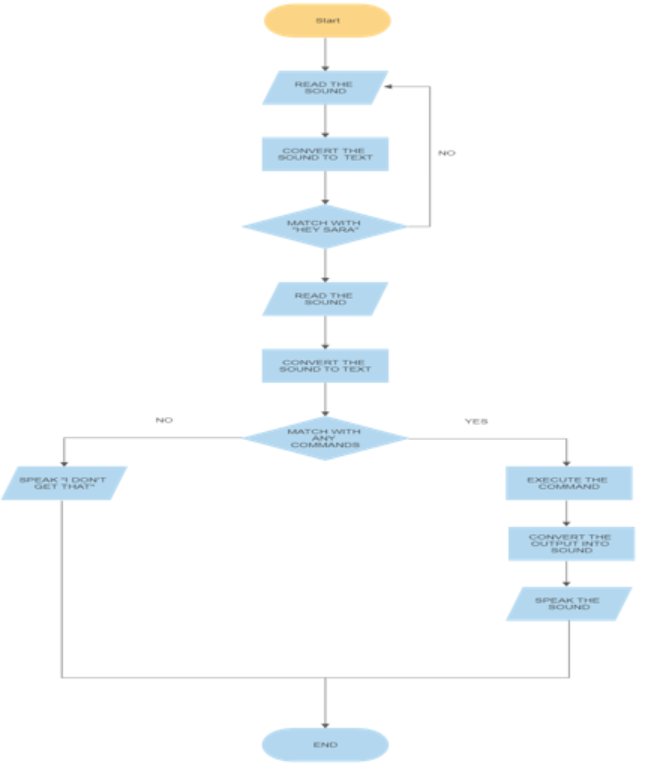 Start
READ THE
SOUND
CONVERT THE
SOUND TO TEXT
NO
MATCH WITH
"HEY SARA"
READ THE
SOUND
CONVERT THE
SOUND TO TEXT
NO
YES
MATCH WITH
ANY
COMMANDS
SPEAK "I DON'T
GET THAT"
EXECUTE THE
COMMAND
CONVERT THE
OUTPUT INTO
SOUND
SPEAK THE
SOUND
END